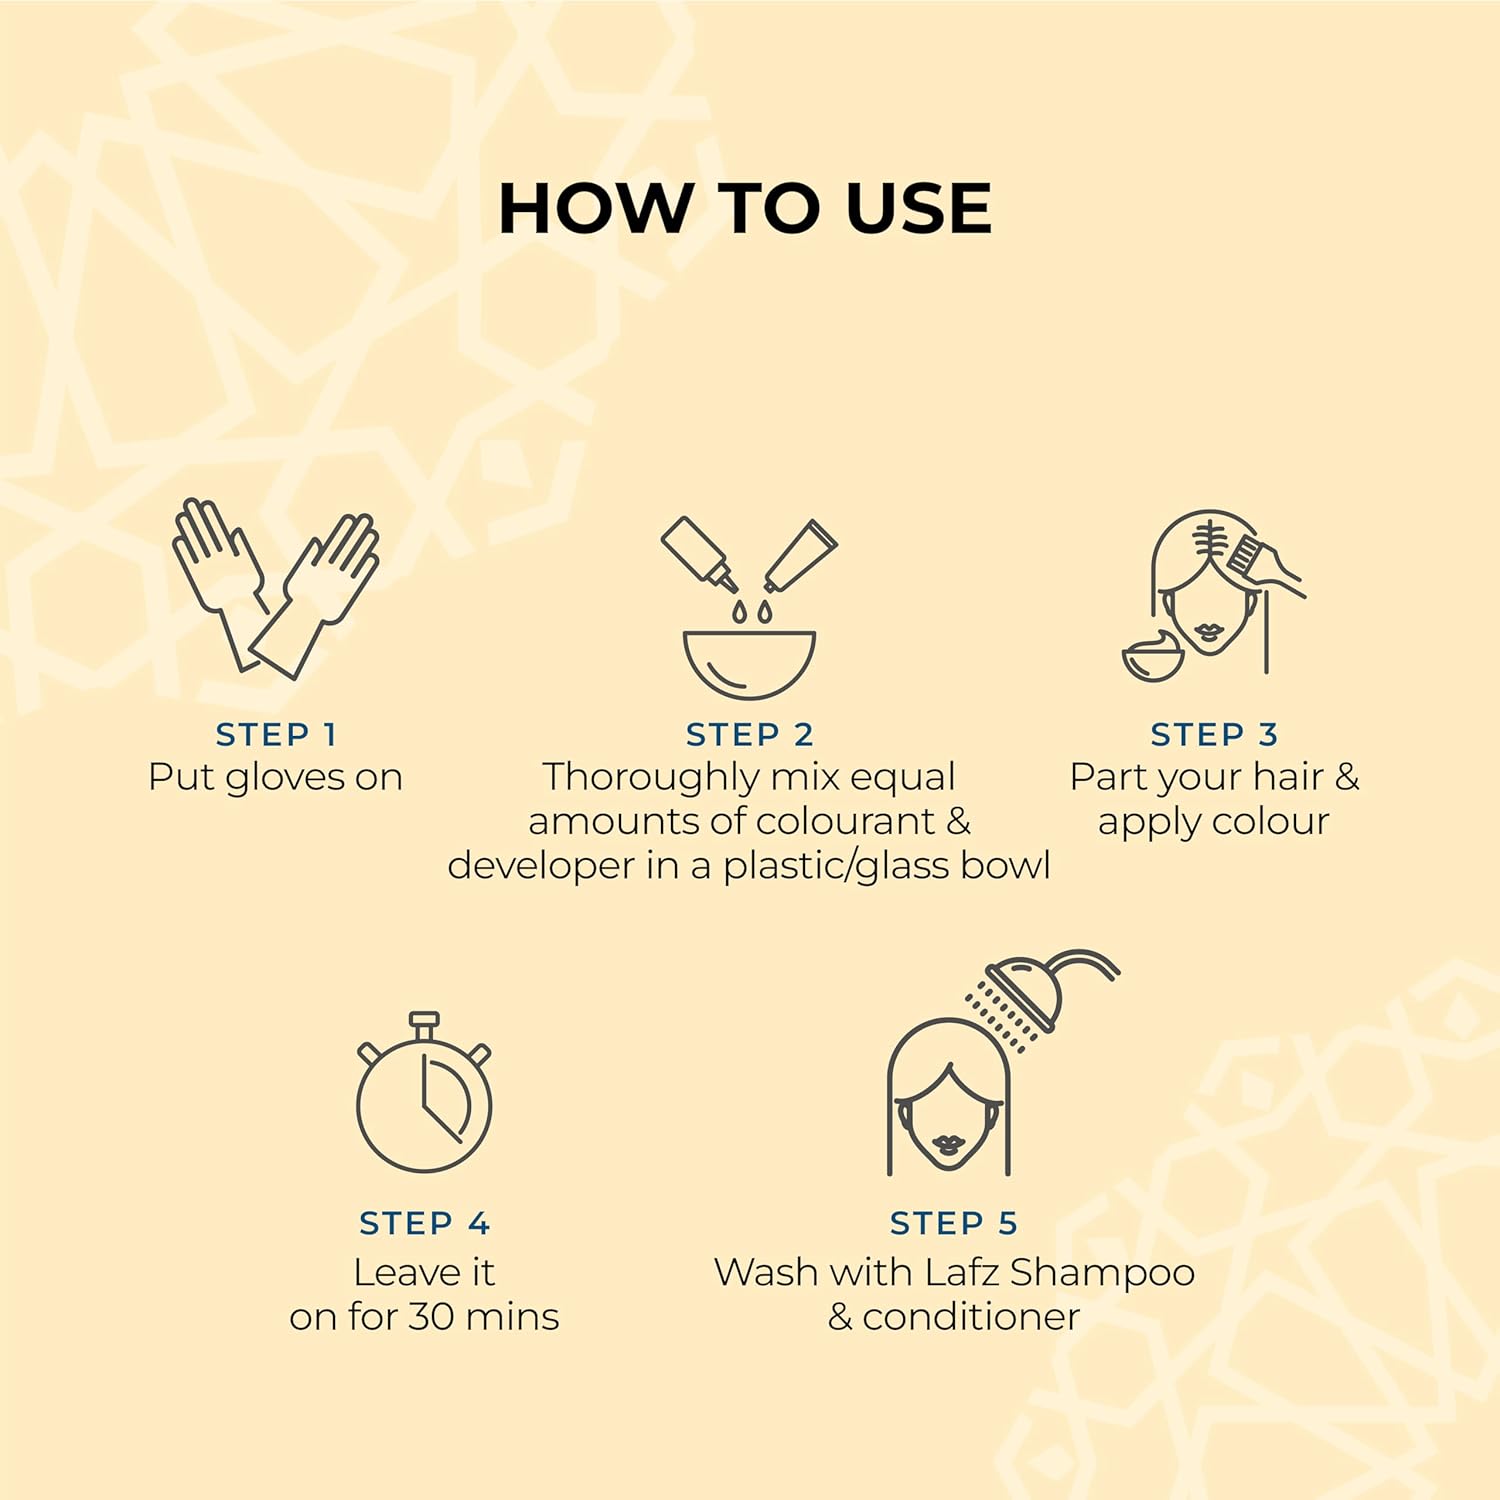 HOW TO USE
STEP 1
Put gloves on
STEP 2
Thoroughly mix equal
amounts of colourant &
developer in a plastic/glass bowl
STEP 3
Part your hair &
apply colour
STEP 4
Leave it
on for 30 mins
STEP 5
Wash with Lafz Shampoo
& conditioner